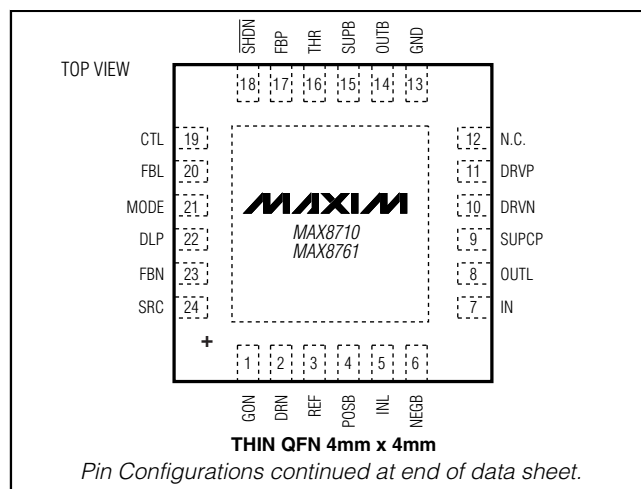 SHDN FBP THR SUPB OUTB GND
TOP VIEW
18 17 16 15 14 13
CTL 19 12 N.C.
FBL 20 11 DRVP
MODE 21 MAXIM 10 DRVN
MAX8710
DLP 22 9 SUPCP
MAX8761
FBN 23 8 OUTL
SRC 24 7 IN
+
1 2 3 4 5 6
GON DRN REF POSB INL NEGB
THIN QFN 4mm x 4mm
Pin Configurations continued at end of data sheet.